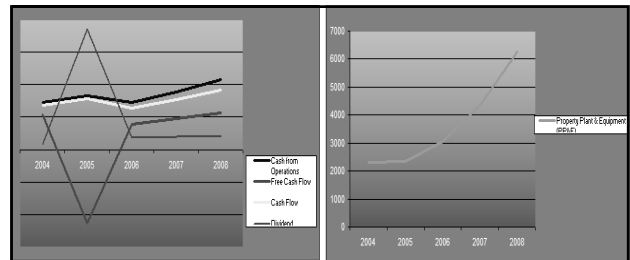 2004 2005 2006 2007 2008
Cash from
Operations
Free Cash Flow
Cash Flow
Dividend
7000
6000
5000
4000
3000
2000
1000
0
2004 2005 2006 2007 2008
Property Plant & Equipment